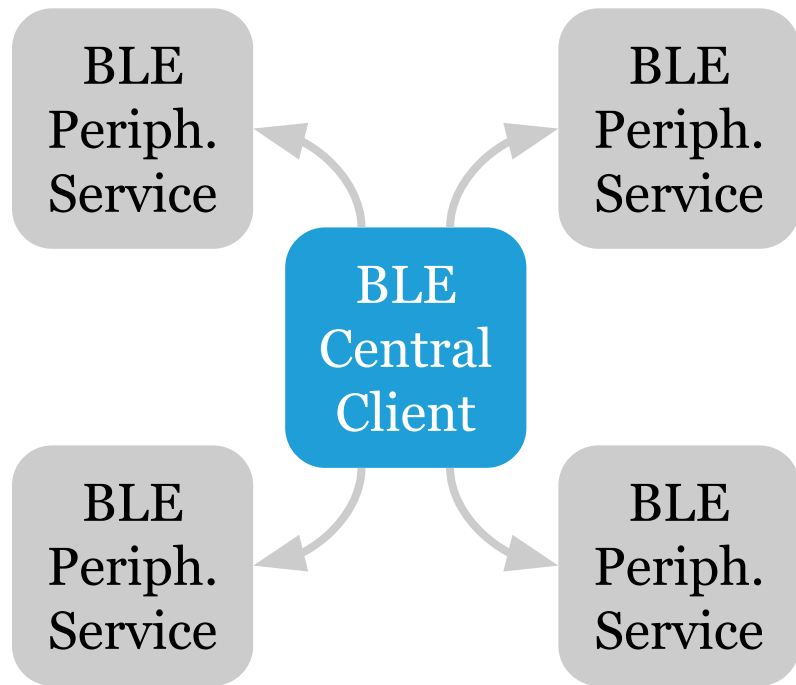 BLE
Periph.
Service
BLE
Periph.
Service
BLE
Central
Client
BLE
Periph.
Service
BLE
Periph.
Service